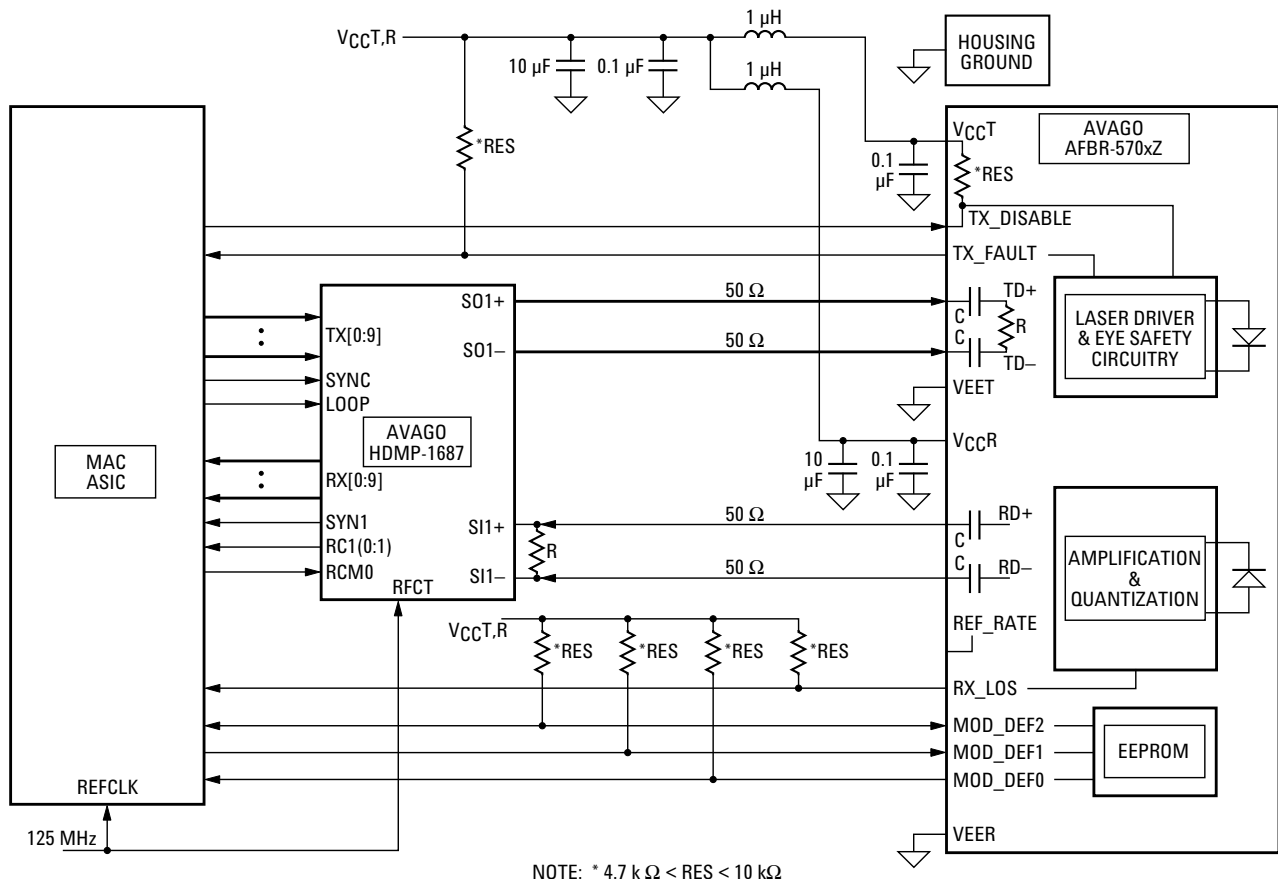 1 µH
VCCT,R
10 µF
0.1 µF
1 µH
HOUSING
GROUND
*RES
VCCT
AVAGO
AFBR-570xZ
0.1
µF
*RES
TX_DISABLE
TX_FAULT
SO1+
50 Ω
TD+
C
R
TX[0:9]
:
LASER DRIVER
& EYE SAFETY
CIRCUITRY
SO1–
50 Ω
C
TD–
SYNC
LOOP
VEET
AVAGO
HDMP-1687
MAC
ASIC
VCCR
10
µF
0.1
µF
:
RX[0:9]
SYN1
SI1+
50 Ω
RD+
C
RC1(0:1)
R
AMPLIFICATION
&
QUANTIZATION
RCM0
SI1–
50 Ω
C
RD–
RFCT
REF_RATE
VCCT,R
*RES
*RES
*RES
*RES
RX_LOS
MOD_DEF2
MOD_DEF1
MOD_DEF0
EEPROM
REFCLK
125 MHz
VEER
NOTE: * 4.7 k Ω < RES < 10 kΩ